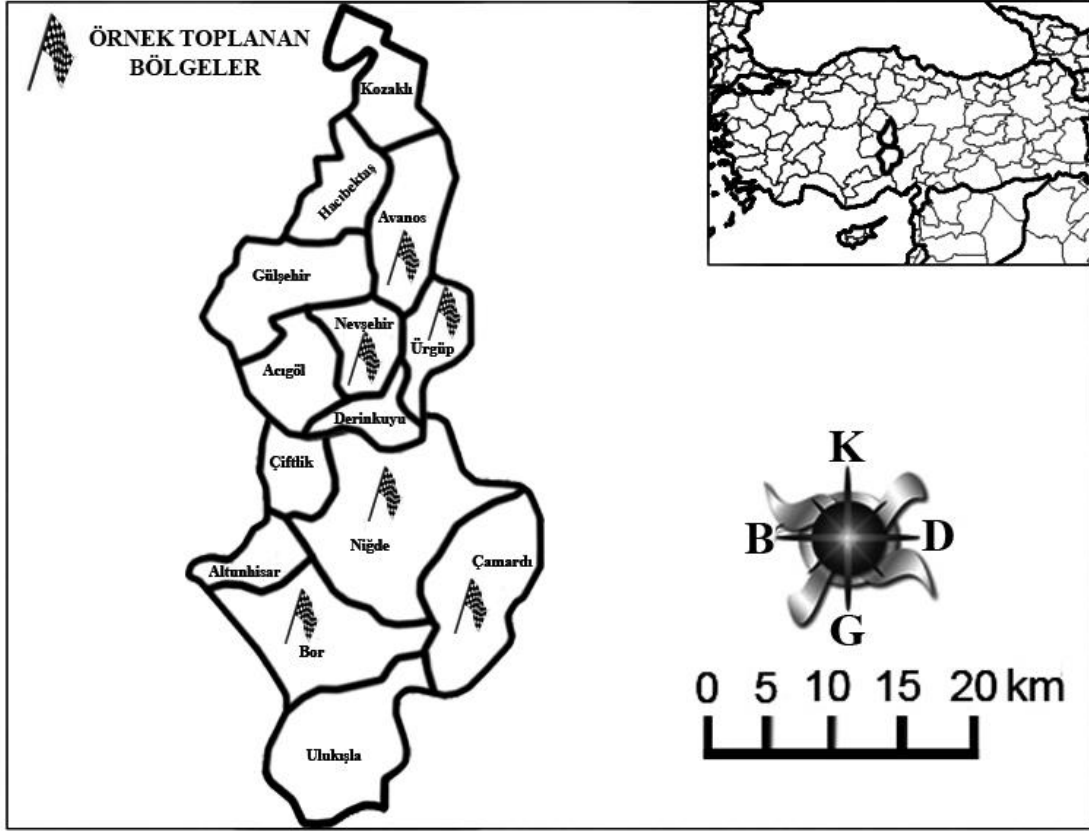 ÖRNEK TOPLANAN
BÖLGELER
Kozaklı
Hacıbektaş
Avanos
Gülşehir
Nevşehir
Ürgüp
Acıgöl
Derinkuyu
Çiftlik
Niğde
Altunhisar
Çamardı
Bor
Ulukışla
K
B D
G
0 5 10 15 20 km